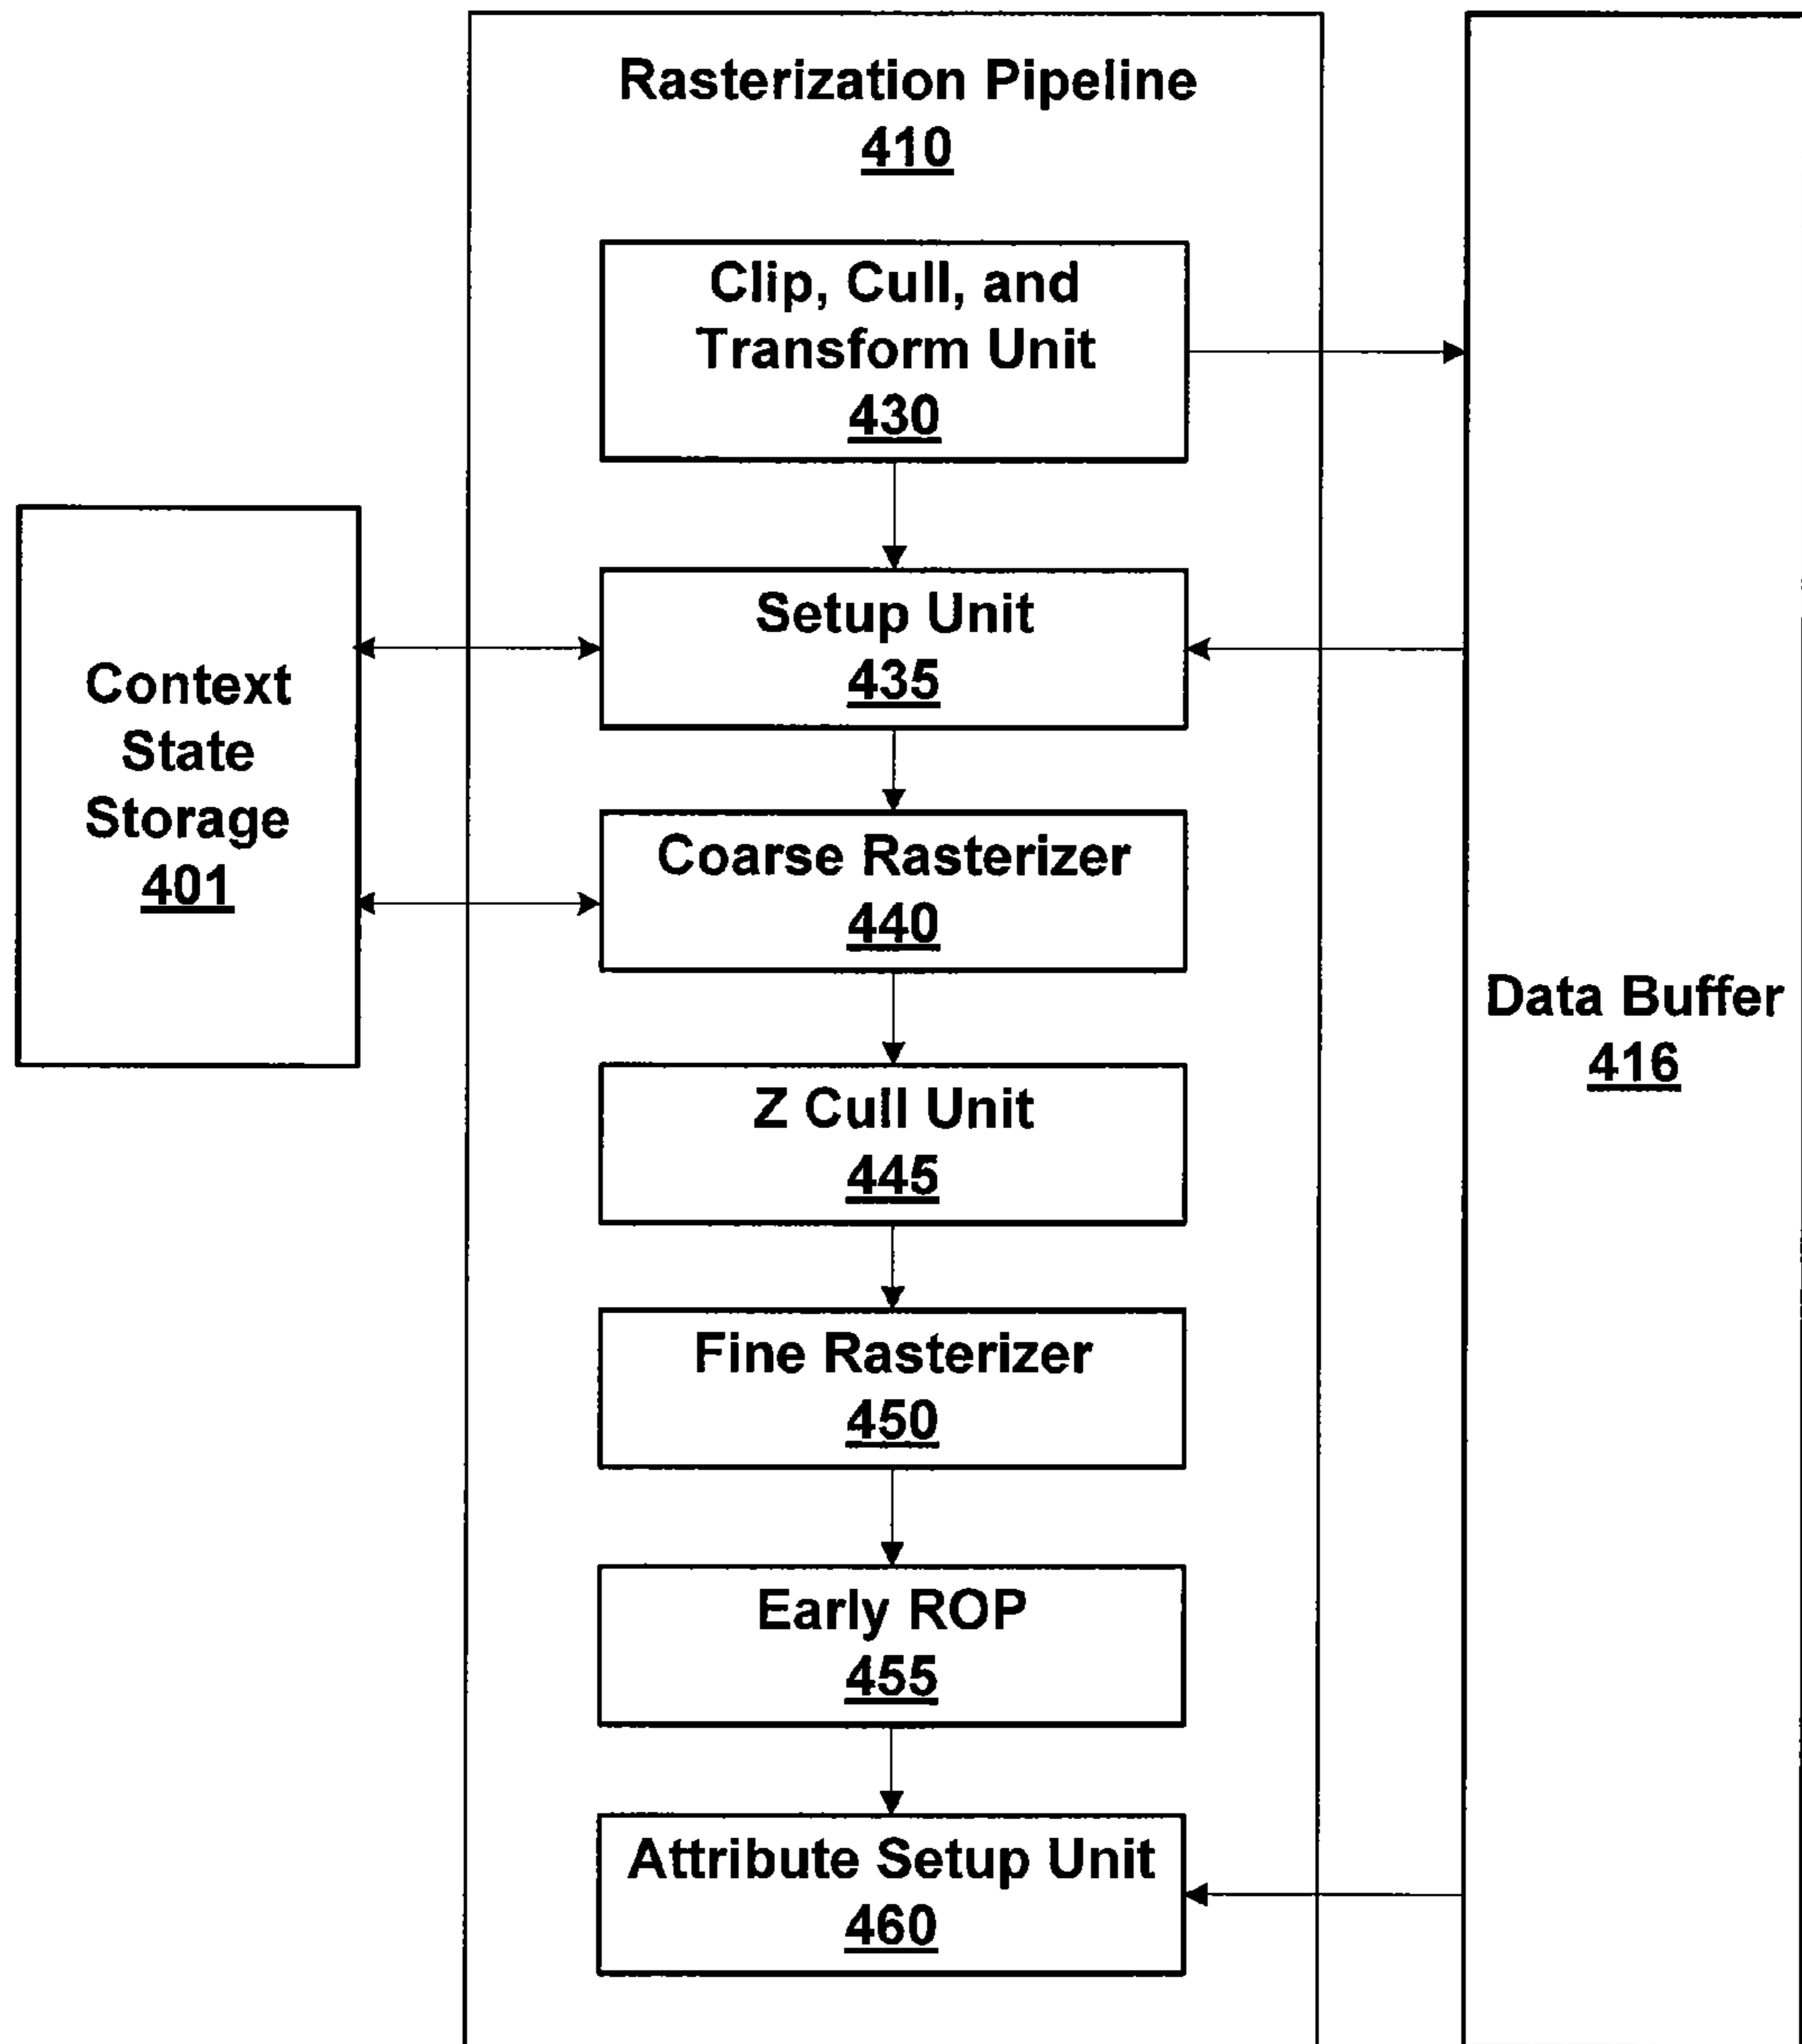 Rasterization Pipeline
410
Clip, Cull, and
Transform Unit
430
Setup Unit
435
Context
State
Storage
401
Coarse Rasterizer
440
Data Buffer
416
Z Cull Unit
445
Fine Rasterizer
450
Early ROP
455
Attribute Setup Unit
460